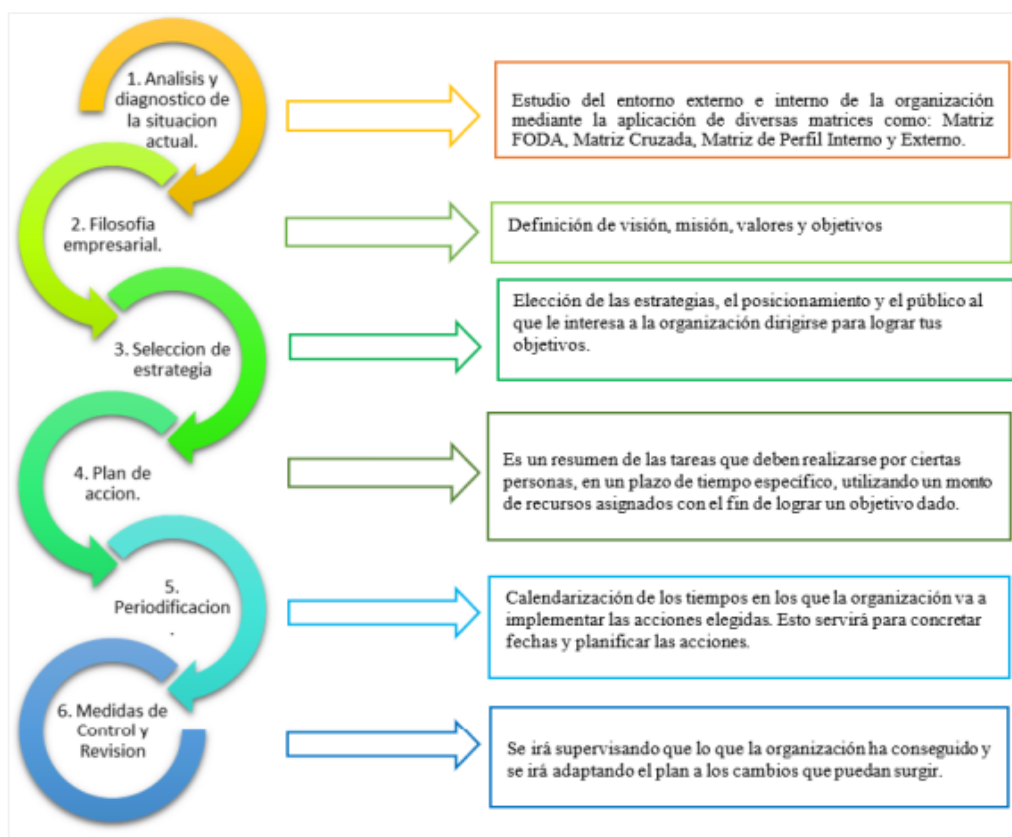 1. Analisis y
diagnostico de
la situacion
actual.
Estudio del entorno externo e interno de la organización
mediante la aplicación de diversas matrices como: Matriz
FODA, Matriz Cruzada, Matriz de Perfil Interno y Externo.
2. Filosofia
empresarial.
Definición de visión, misión, valores y objetivos
3. Seleccion de
estrategia
Elección de las estrategias, el posicionamiento y el público al
que le interesa a la organización dirigirse para lograr tus
objetivos.
4. Plan de
accion.
Es un resumen de las tareas que deben realizarse por ciertas
personas, en un plazo de tiempo específico, utilizando un monto
de recursos asignados con el fin de lograr un objetivo dado.
5.
Periodificacion
.
Calendarización de los tiempos en los que la organización va a
implementar las acciones elegidas. Esto servirá para concretar
fechas y planificar las acciones.
6. Medidas de
Control y
Revision
Se irá supervisando que lo que la organización ha conseguido y
se irá adaptando el plan a los cambios que puedan surgir.